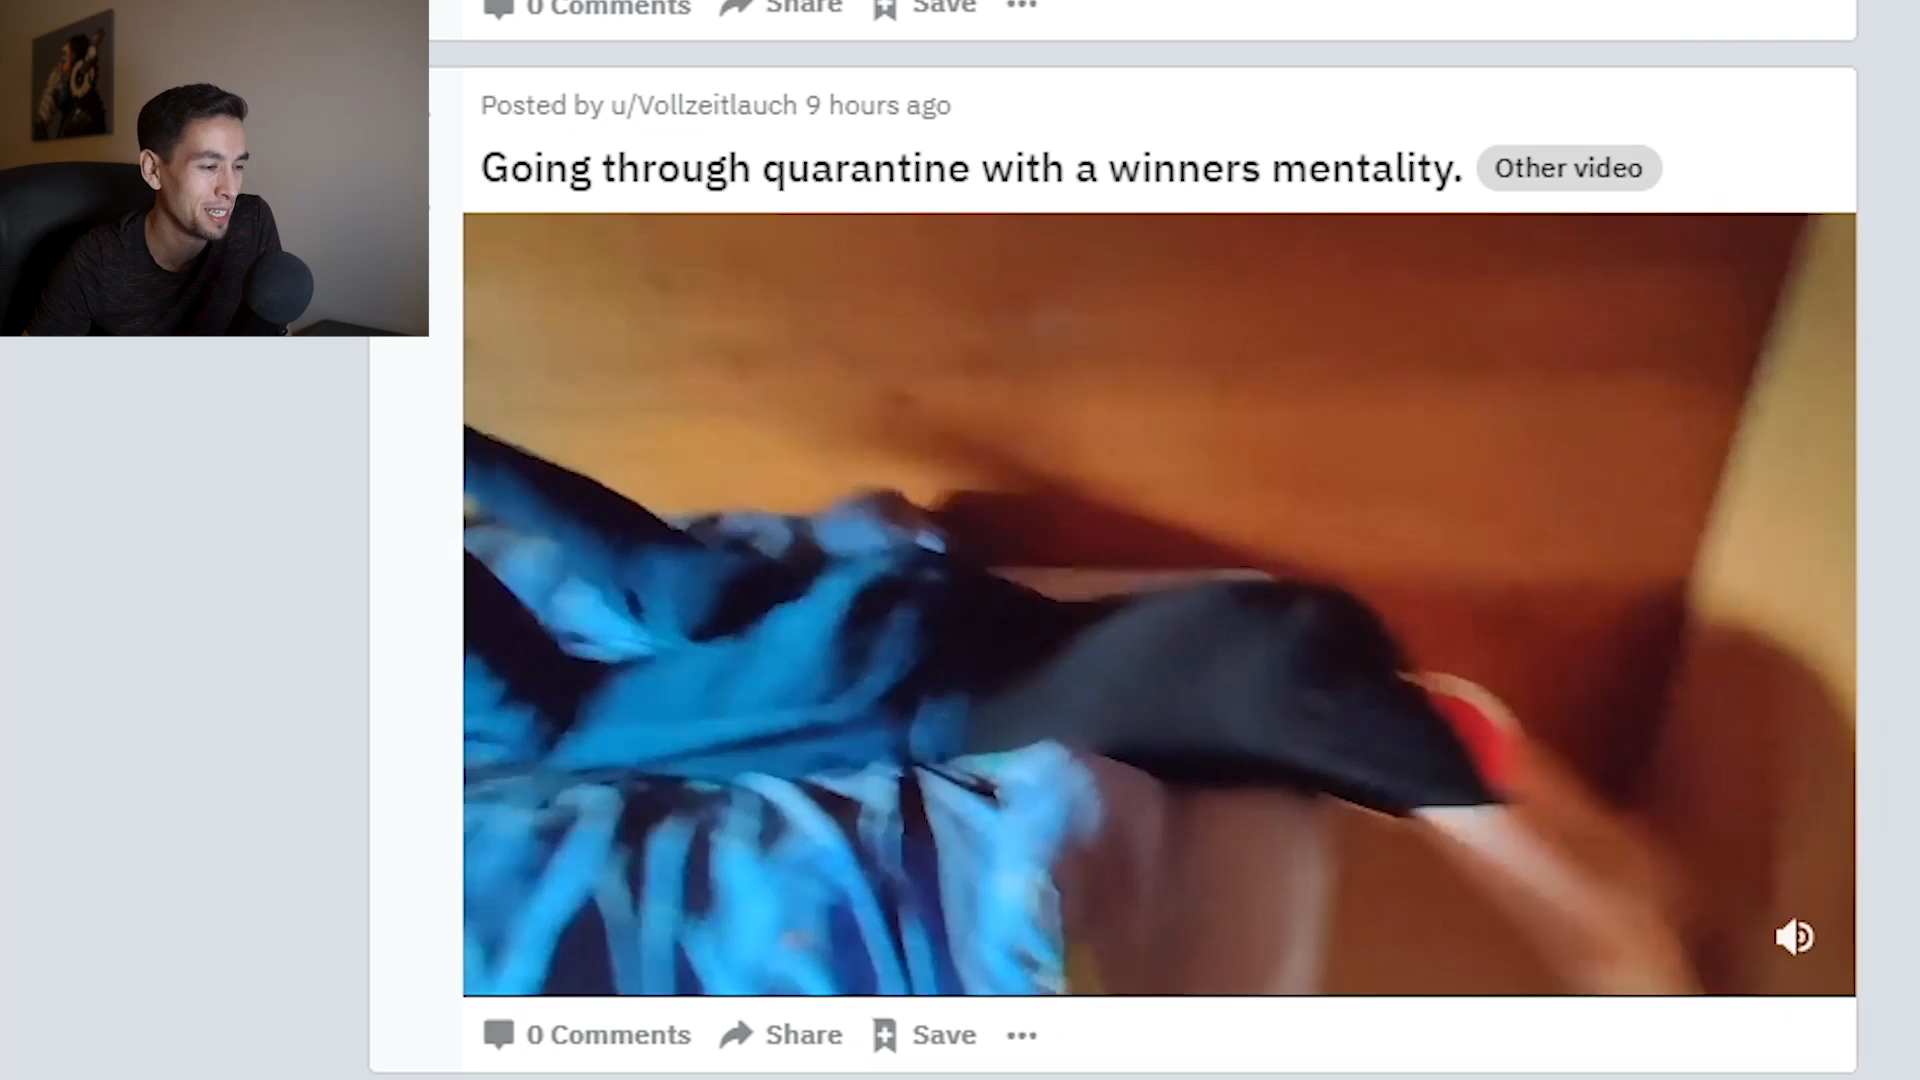 0 Comments Share Save
Posted by u/Vollzeitlauch 9 hours ago
Going through quarantine with a winners mentality. Other video
0 Comments Share Save